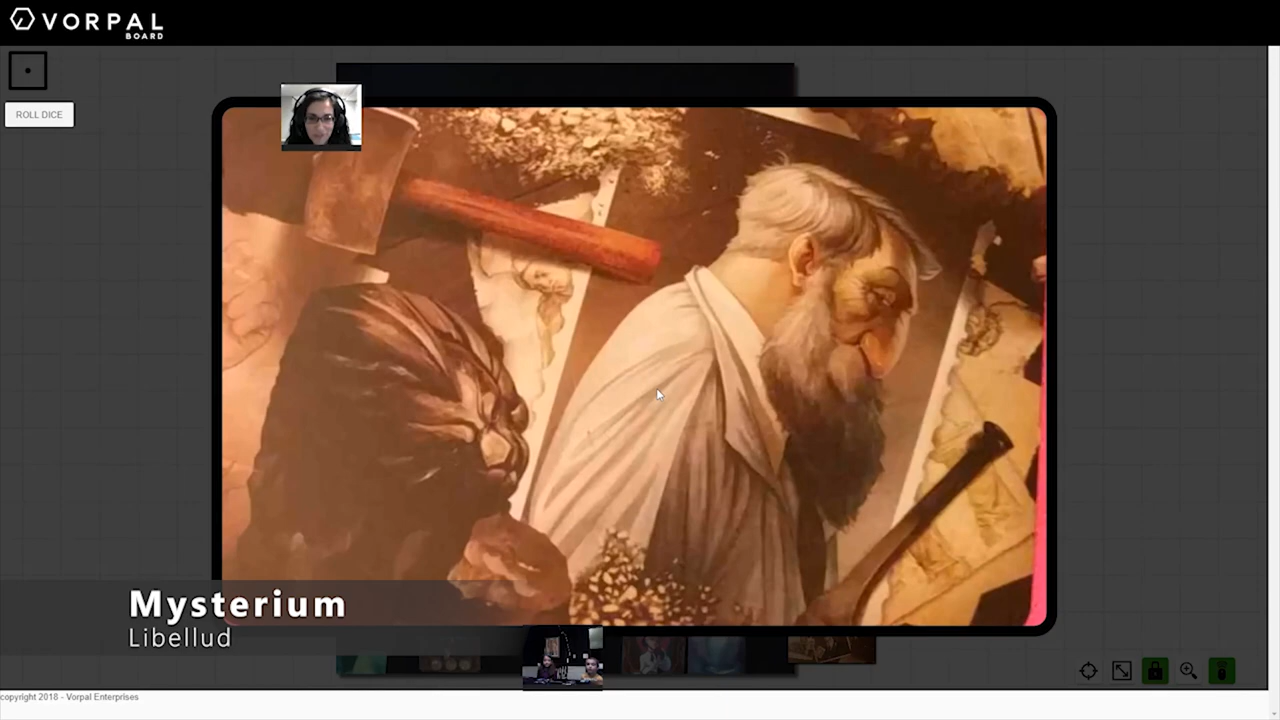 VORPAL
BOARD
ROLL DICE
Mysterium
Libellud
copyright 2018 - Vorpal Enterprises